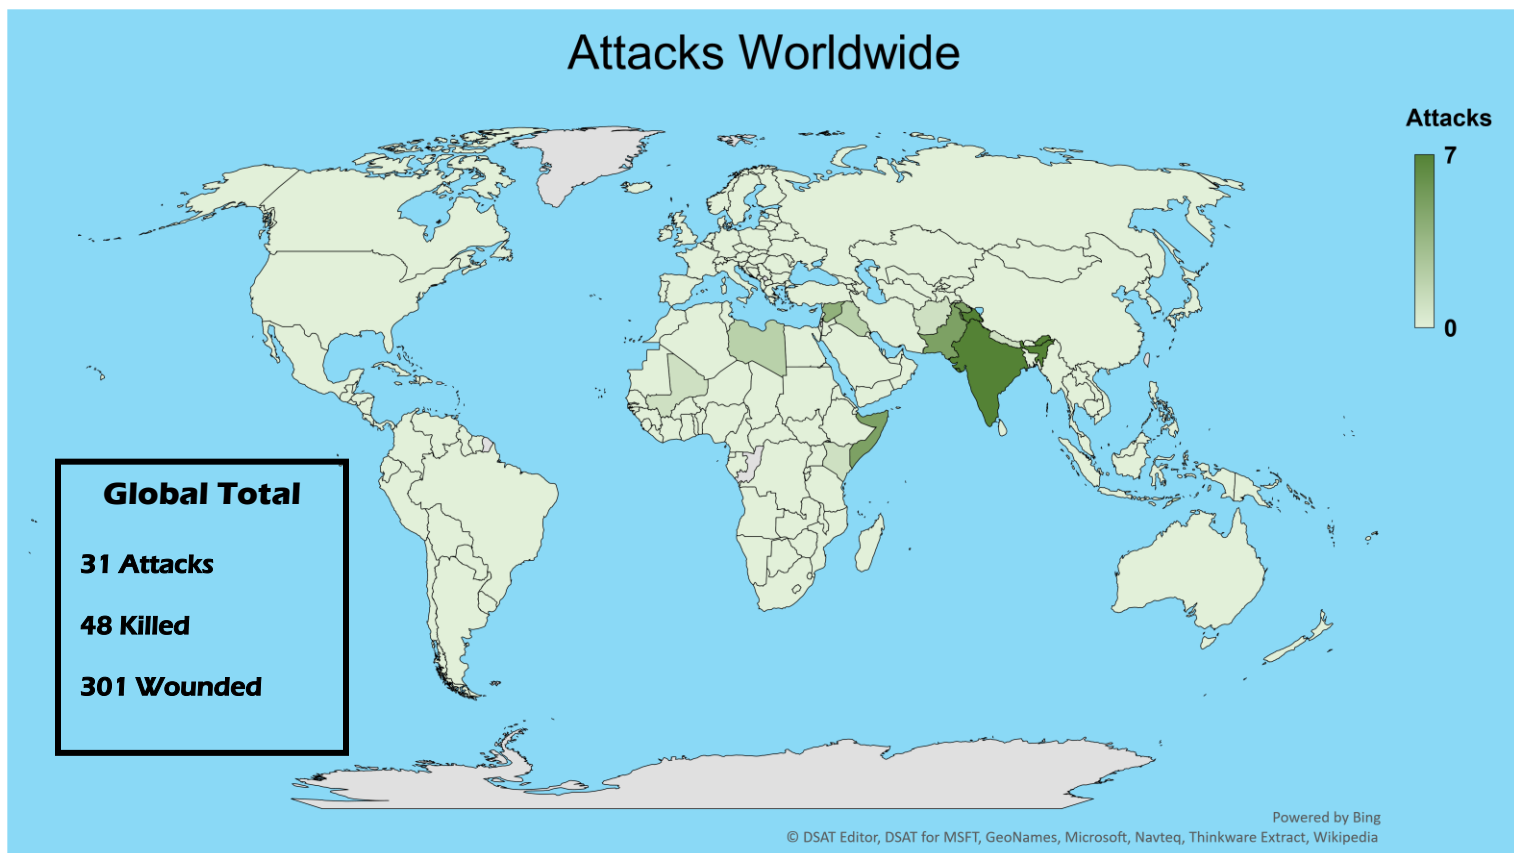 Attacks Worldwide
Attacks
7
0
Global Total
31 Attacks
48 Killed
301 Wounded
Powered by Bing
© DSAT Editor, DSAT for MSFT, GeoNames, Microsoft, Navteq, Thinkware Extract, Wikipedia